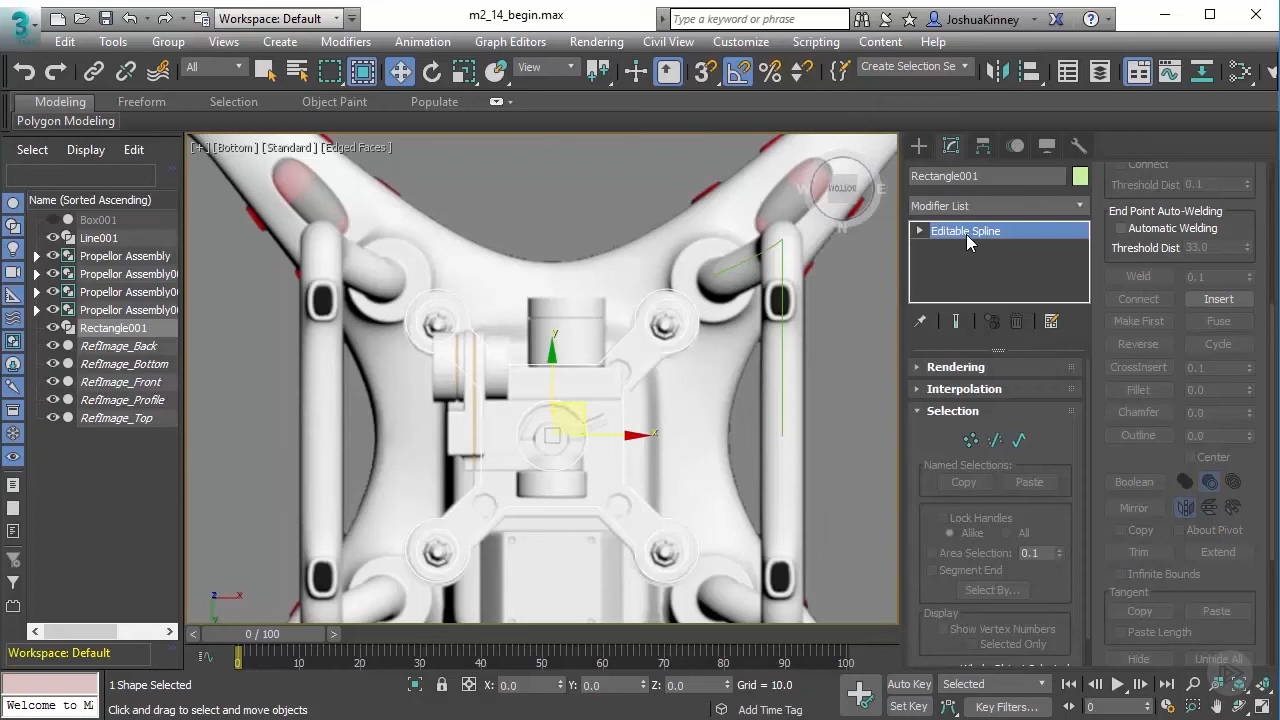 Workspace: Default
m2_14_begin.max
Type a keyword or phrase
JoshuaKinney
Edit Tools Group Views Create Modifiers Animation Graph Editors Rendering Civil View Customize Scripting Content Help
All
View
Create Selection Se
Modeling Freeform Selection Object Paint Populate
Polygon Modeling
Select Display Edit
Name (Sorted Ascending)
Box001
Line001
Propellor Assembly
Propellor Assembly00
Propellor Assembly00
Propellor Assembly00
Rectangle001
RefImage_Back
RefImage_Bottom
RefImage_Front
RefImage_Profile
RefImage_Top
Workspace: Default
[+] [Bottom] [Standard] [Edged Faces]
BOTTOM
W E
N
y
x
z x
y
Rectangle001
Modifier List
Editable Spline
Rendering
Interpolation
Selection
Named Selections:
Copy Paste
Lock Handles
Alike All
Area Selection: 0.1
Segment End
Select By...
Display
Show Vertex Numbers
Selected Only
Connect
Threshold Dist 0.1
End Point Auto-Welding
Automatic Welding
Threshold Dist 33.0
Weld 0.1
Connect Insert
Make First Fuse
Reverse Cycle
CrossInsert 0.1
Fillet 0.0
Chamfer 0.0
Outline 0.0
Center
Boolean
Mirror
Copy About Pivot
Trim Extend
Infinite Bounds
Tangent
Copy Paste
Paste Length
Hide Unhide All
0 / 100
0 10 20 30 40 50 60 70 80 90 100
1 Shape Selected
X: 0.0 Y: 0.0 Z: 0.0 Grid = 10.0
Auto Key Selected
Welcome to MA
Click and drag to select and move objects
Add Time Tag
Set Key Key Filters...
0